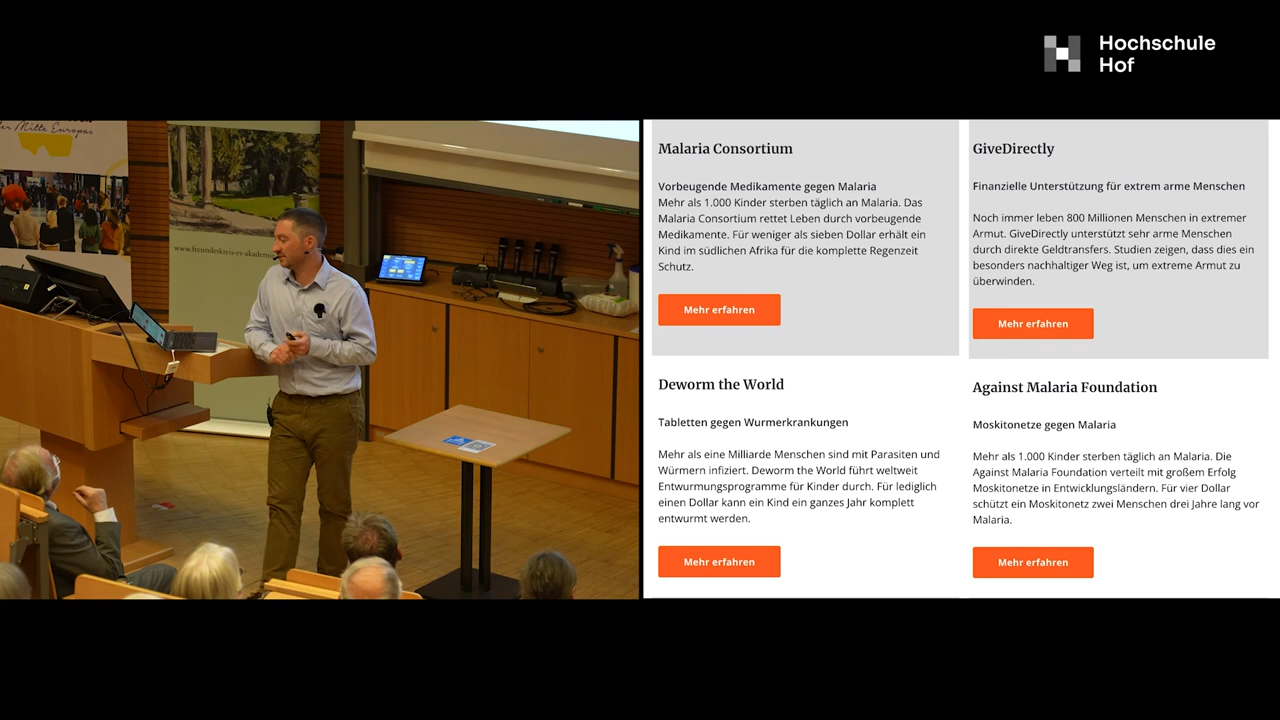 Hochschule
Hof
der Mitte Europas
www.freundeskreis-ev-akademie
Malaria Consortium
Vorbeugende Medikamente gegen Malaria
Mehr als 1.000 Kinder sterben täglich an Malaria. Das
Malaria Consortium rettet Leben durch vorbeugende
Medikamente. Für weniger als sieben Dollar erhält ein
Kind im südlichen Afrika für die komplette Regenzeit
Schutz.
Mehr erfahren
GiveDirectly
Finanzielle Unterstützung für extrem arme Menschen
Noch immer leben 800 Millionen Menschen in extremer
Armut. GiveDirectly unterstützt sehr arme Menschen
durch direkte Geldtransfers. Studien zeigen, dass dies ein
besonders nachhaltiger Weg ist, um extreme Armut zu
überwinden.
Mehr erfahren
Deworm the World
Tabletten gegen Wurmerkrankungen
Mehr als eine Milliarde Menschen sind mit Parasiten und
Würmern infiziert. Deworm the World führt weltweit
Entwurmungsprogramme für Kinder durch. Für lediglich
einen Dollar kann ein Kind ein ganzes Jahr komplett
entwurmt werden.
Mehr erfahren
Against Malaria Foundation
Moskitonetze gegen Malaria
Mehr als 1.000 Kinder sterben täglich an Malaria. Die
Against Malaria Foundation verteilt mit großem Erfolg
Moskitonetze in Entwicklungsländern. Für vier Dollar
schützt ein Moskitonetz zwei Menschen drei Jahre lang vor
Malaria.
Mehr erfahren